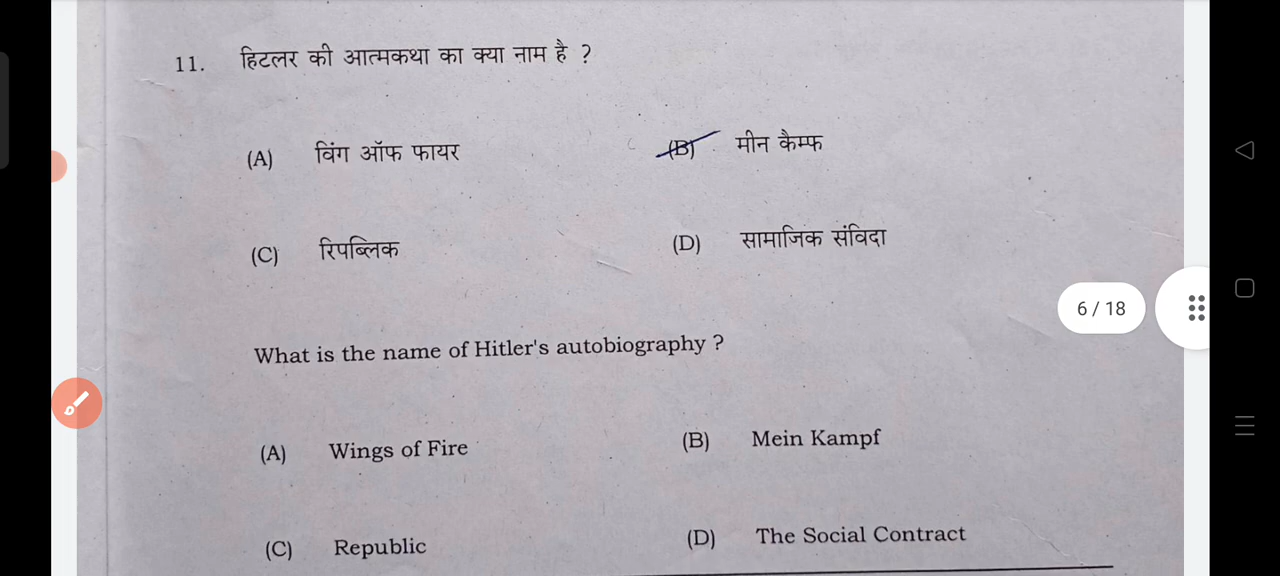 11. हिटलर की आत्मकथा का क्या नाम है ?
(A) विंग ऑफ फायर (B) मीन कैम्फ
(C) रिपब्लिक (D) सामाजिक संविदा
What is the name of Hitler's autobiography ?
(A) Wings of Fire (B) Mein Kampf
(C) Republic (D) The Social Contract
6 / 18